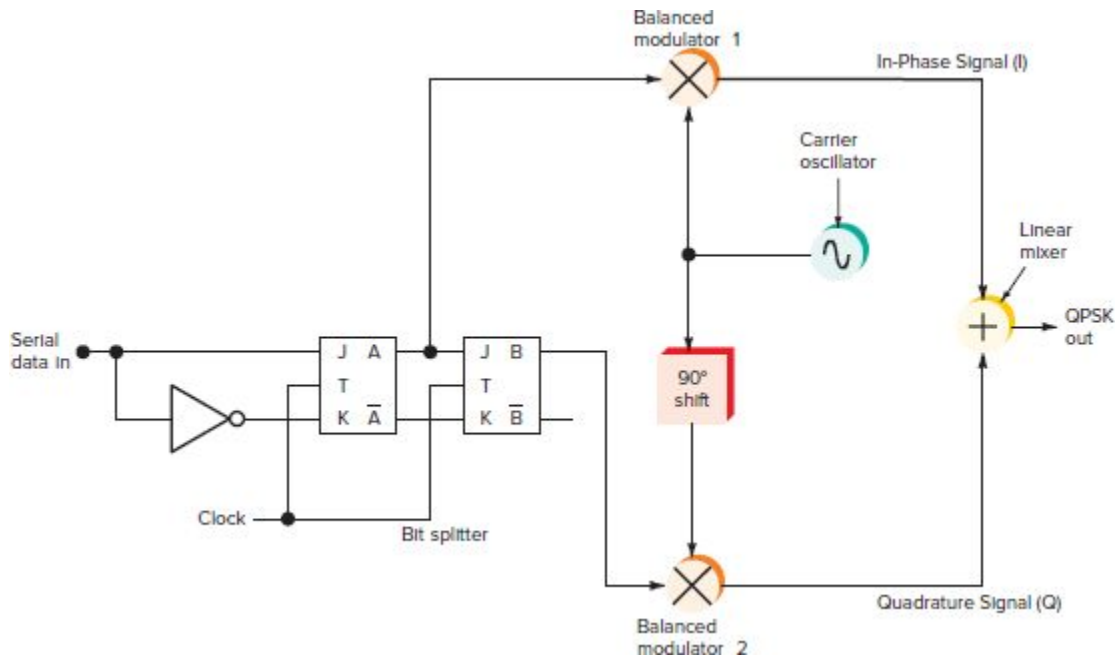 Balanced
modulator 1
In-Phase Signal (I)
Carrier
oscillator
Linear
mixer
Serial
data in
J A
T
K A̅
J B
T
K B̅
90°
shift
+
QPSK
out
Clock
Bit splitter
Quadrature Signal (Q)
Balanced
modulator 2